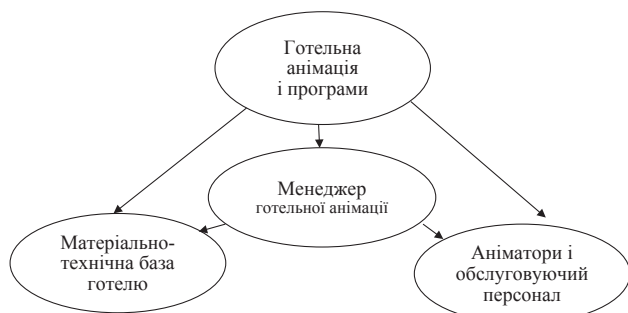 Готельна
анімація
і програми
Менеджер
готельної анімації
Матеріально-
технічна база
готелю
Аніматори і
обслуговуючий
персонал